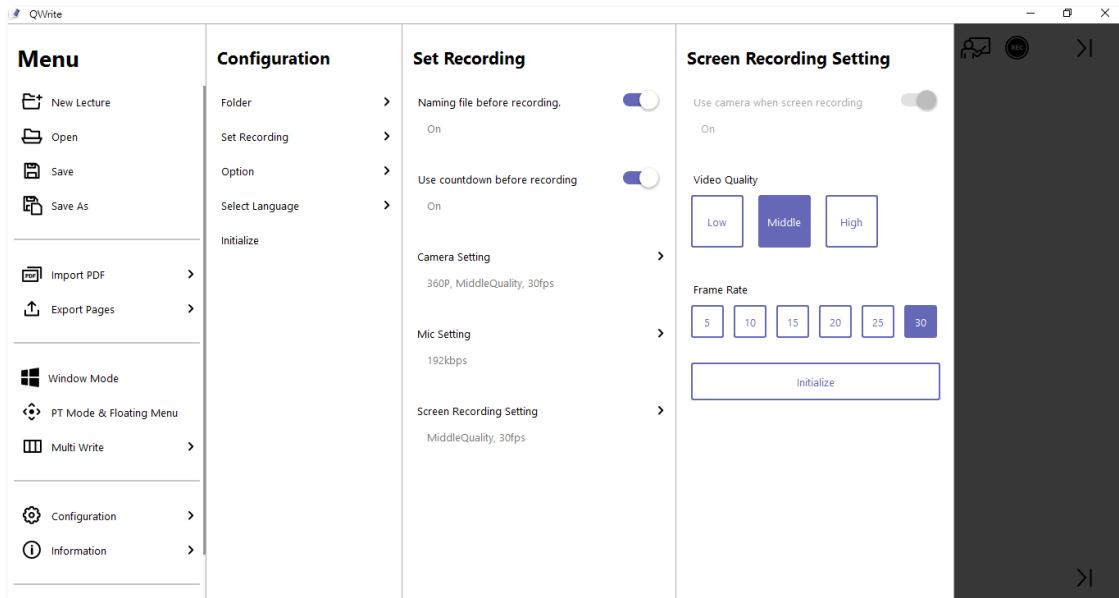 QWrite
Menu
New Lecture
Open
Save
Save As
PDF
Import PDF
Export Pages
Window Mode
PT Mode & Floating Menu
Multi Write
Configuration
Information
Configuration
Folder
Set Recording
Option
Select Language
Initialize
Set Recording
Naming file before recording.
On
Use countdown before recording
On
Camera Setting
360P, MiddleQuality, 30fps
Mic Setting
192kbps
Screen Recording Setting
MiddleQuality, 30fps
Screen Recording Setting
Use camera when screen recording
On
Video Quality
Low Middle High
Frame Rate
5 10 15 20 25 30
Initialize
REC